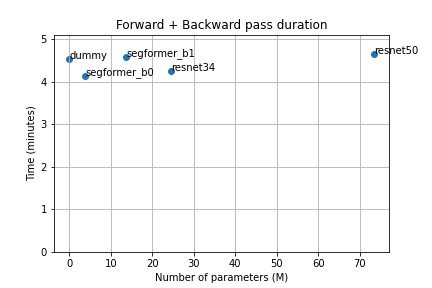 Forward + Backward pass duration
5
4
3
2
1
0
Time (minutes)
dummy
segformer_b0
segformer_b1
resnet34
resnet50
0 10 20 30 40 50 60 70
Number of parameters (M)